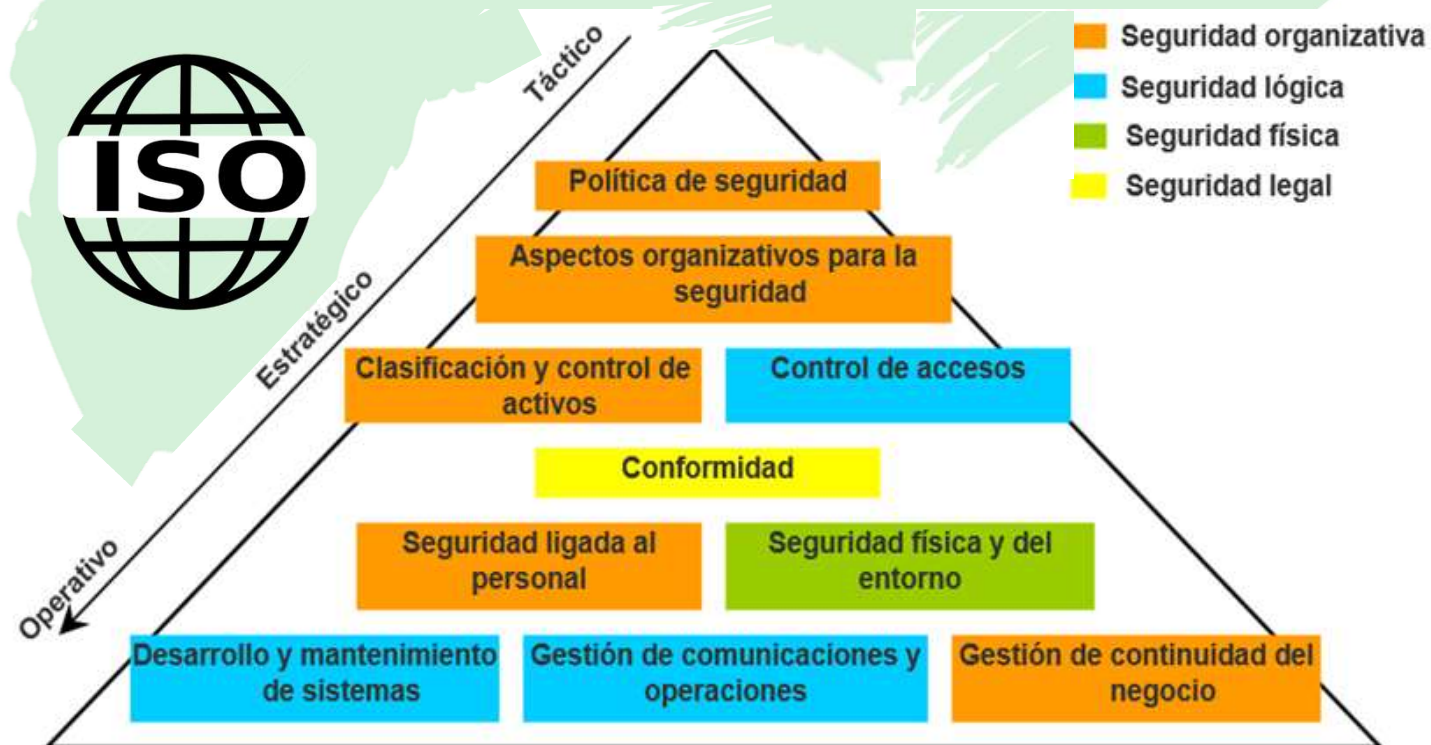 ISO
Táctico
Estratégico
Operativo
Seguridad organizativa
Seguridad lógica
Seguridad física
Seguridad legal
Política de seguridad
Aspectos organizativos para la
seguridad
Clasificación y control de
activos
Control de accesos
Conformidad
Seguridad ligada al
personal
Seguridad física y del
entorno
Desarrollo y mantenimiento
de sistemas
Gestión de comunicaciones y
operaciones
Gestión de continuidad del
negocio